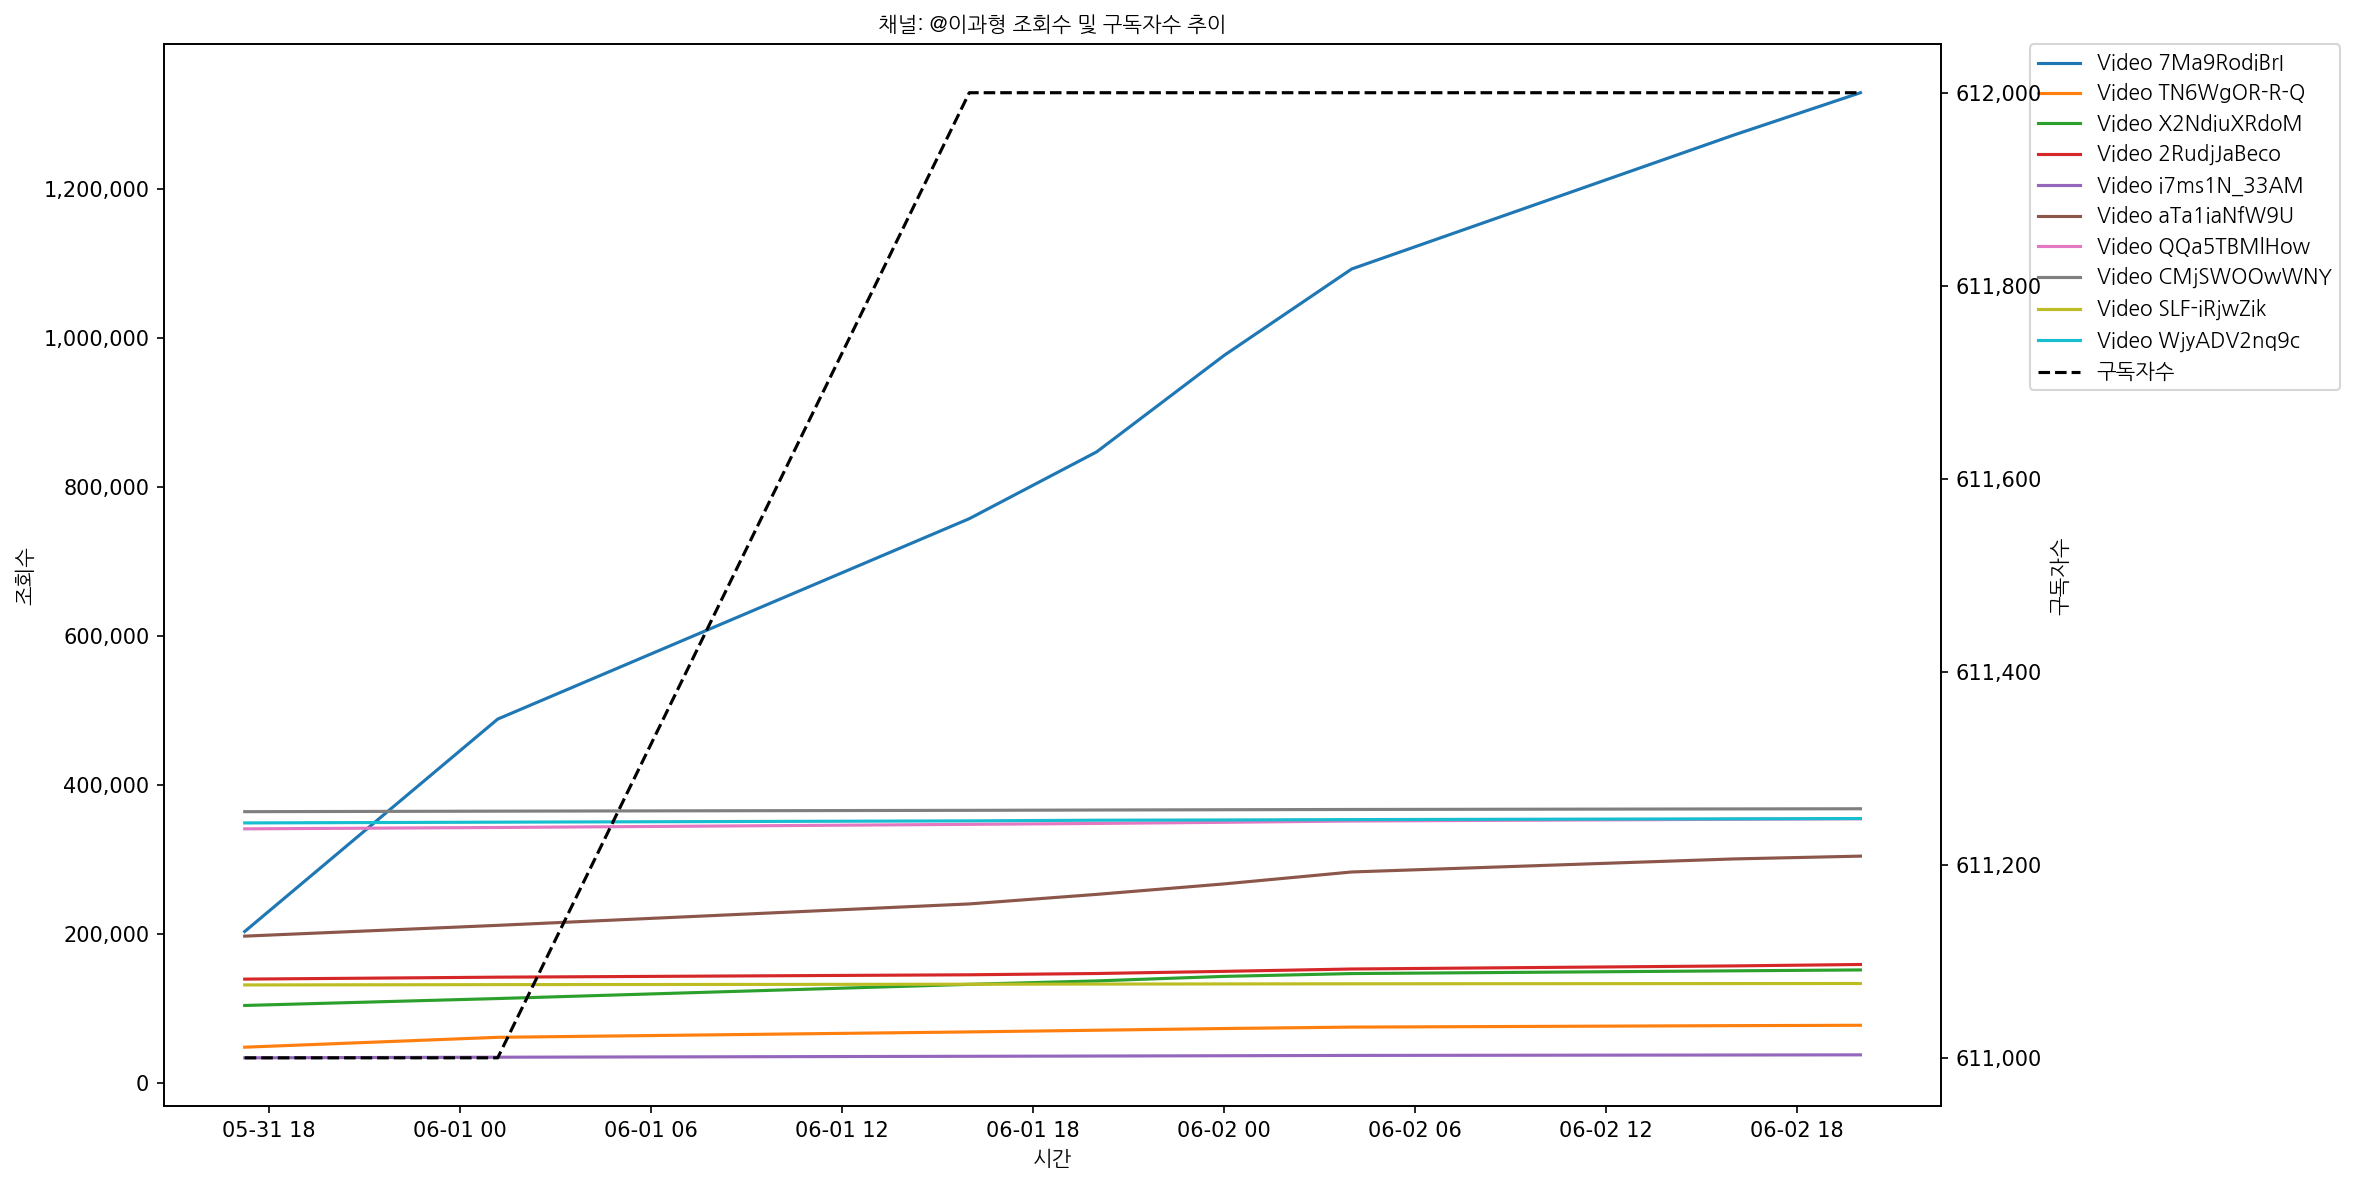 채널: @이과형 조회수 및 구독자수 추이
조회수
1,200,000
1,000,000
800,000
600,000
400,000
200,000
0
05-31 18
06-01 00
06-01 06
06-01 12
06-01 18
06-02 00
06-02 06
06-02 12
06-02 18
시간
612,000
611,800
611,600
611,400
611,200
611,000
구독자수
Video 7Ma9RodiBrI
Video TN6WgOR-R-Q
Video X2NdiuXRdoM
Video 2RudjJaBeco
Video i7ms1N_33AM
Video aTa1iaNfW9U
Video QQa5TBMlHow
Video CMjSWOOwWNY
Video SLF-iRjwZik
Video WjyADV2nq9c
구독자수